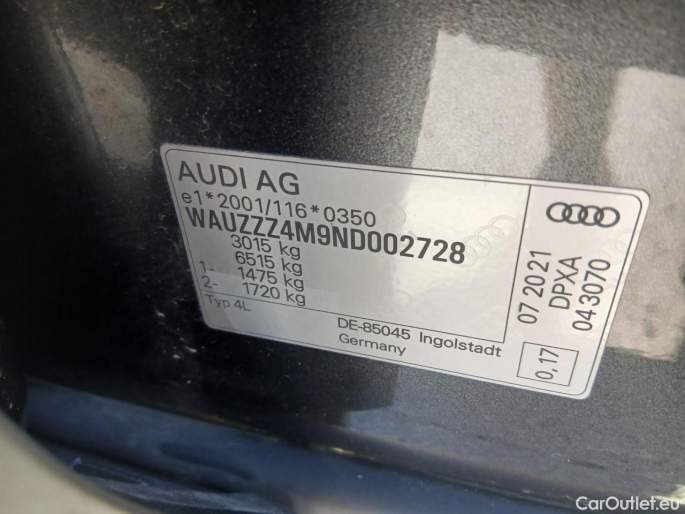 AUDI AG
e1*2001/116*0350
WAUZZZ4M9ND002728
3015 kg
6515 kg
1- 1475 kg
2- 1720 kg
Typ 4L
DE-85045 Ingolstadt
Germany
07 2021
DPXA
043070
0,17
CarOutlet.eu